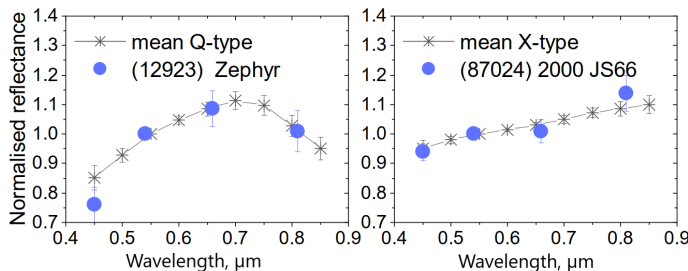 Normalised reflectance
1.4
1.3
1.2
1.1
1.0
0.9
0.8
0.7
mean Q-type
(12923) Zephyr
0.4 0.5 0.6 0.7 0.8 0.9
Wavelength, μm
1.4
1.3
1.2
1.1
1.0
0.9
0.8
0.7
mean X-type
(87024) 2000 JS66
0.4 0.5 0.6 0.7 0.8 0.9
Wavelength, μm